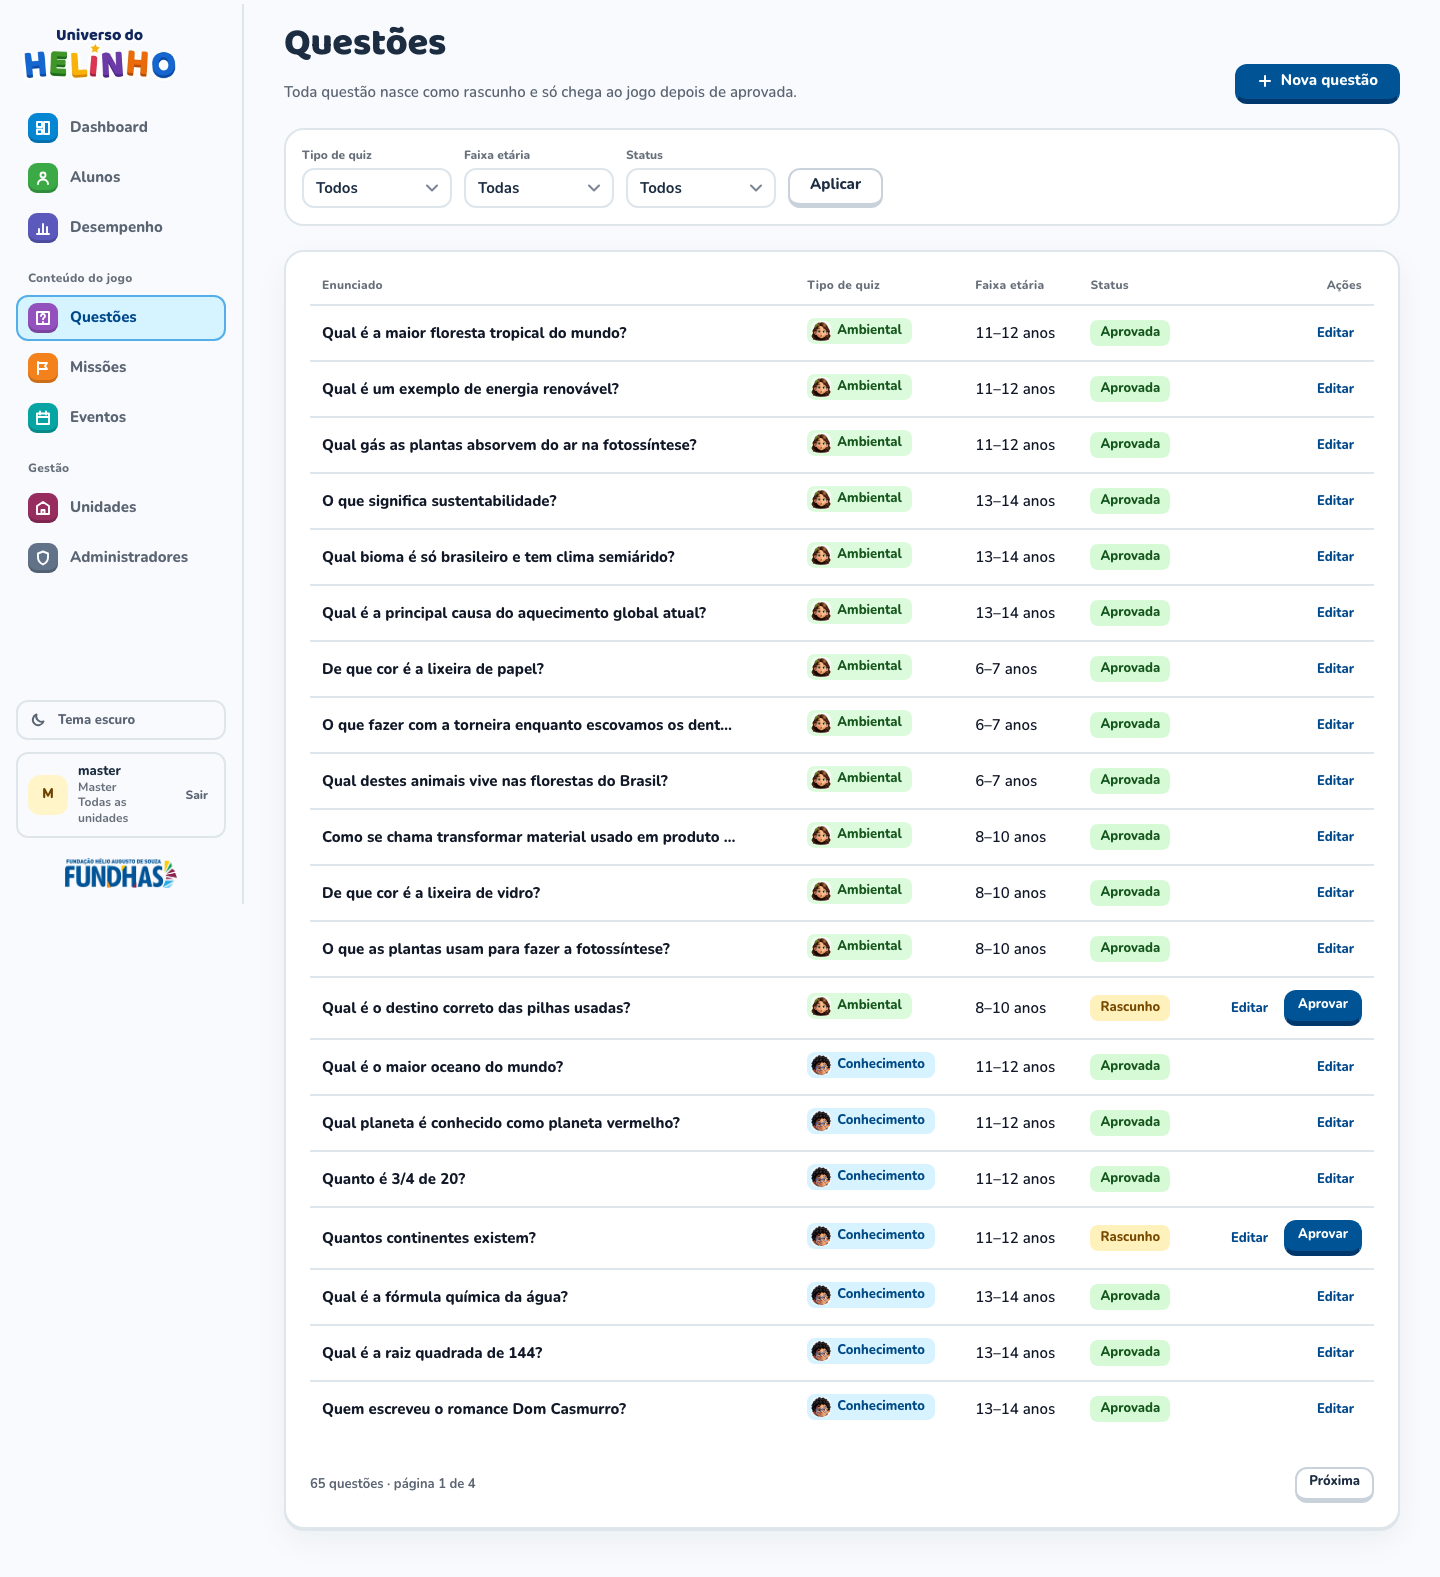 Universo do
HELINHO
Dashboard
Alunos
Desempenho
Conteúdo do jogo
Questões
Missões
Eventos
Gestão
Unidades
Administradores
Tema escuro
M
master
Master
Todas as
unidades
Sair
FUNDAÇÃO HÉLIO AUGUSTO DE SOUZA
FUNDHAS
Questões
Toda questão nasce como rascunho e só chega ao jogo depois de aprovada.
+ Nova questão
Tipo de quiz Faixa etária Status
Todos Todas Todos Aplicar
Enunciado Tipo de quiz Faixa etária Status Ações
Qual é a maior floresta tropical do mundo? Ambiental 11–12 anos Aprovada Editar
Qual é um exemplo de energia renovável? Ambiental 11–12 anos Aprovada Editar
Qual gás as plantas absorvem do ar na fotossíntese? Ambiental 11–12 anos Aprovada Editar
O que significa sustentabilidade? Ambiental 13–14 anos Aprovada Editar
Qual bioma é só brasileiro e tem clima semiárido? Ambiental 13–14 anos Aprovada Editar
Qual é a principal causa do aquecimento global atual? Ambiental 13–14 anos Aprovada Editar
De que cor é a lixeira de papel? Ambiental 6–7 anos Aprovada Editar
O que fazer com a torneira enquanto escovamos os dent... Ambiental 6–7 anos Aprovada Editar
Qual destes animais vive nas florestas do Brasil? Ambiental 6–7 anos Aprovada Editar
Como se chama transformar material usado em produto ... Ambiental 8–10 anos Aprovada Editar
De que cor é a lixeira de vidro? Ambiental 8–10 anos Aprovada Editar
O que as plantas usam para fazer a fotossíntese? Ambiental 8–10 anos Aprovada Editar
Qual é o destino correto das pilhas usadas? Ambiental 8–10 anos Rascunho Editar Aprovar
Qual é o maior oceano do mundo? Conhecimento 11–12 anos Aprovada Editar
Qual planeta é conhecido como planeta vermelho? Conhecimento 11–12 anos Aprovada Editar
Quanto é 3/4 de 20? Conhecimento 11–12 anos Aprovada Editar
Quantos continentes existem? Conhecimento 11–12 anos Rascunho Editar Aprovar
Qual é a fórmula química da água? Conhecimento 13–14 anos Aprovada Editar
Qual é a raiz quadrada de 144? Conhecimento 13–14 anos Aprovada Editar
Quem escreveu o romance Dom Casmurro? Conhecimento 13–14 anos Aprovada Editar
65 questões · página 1 de 4 Próxima